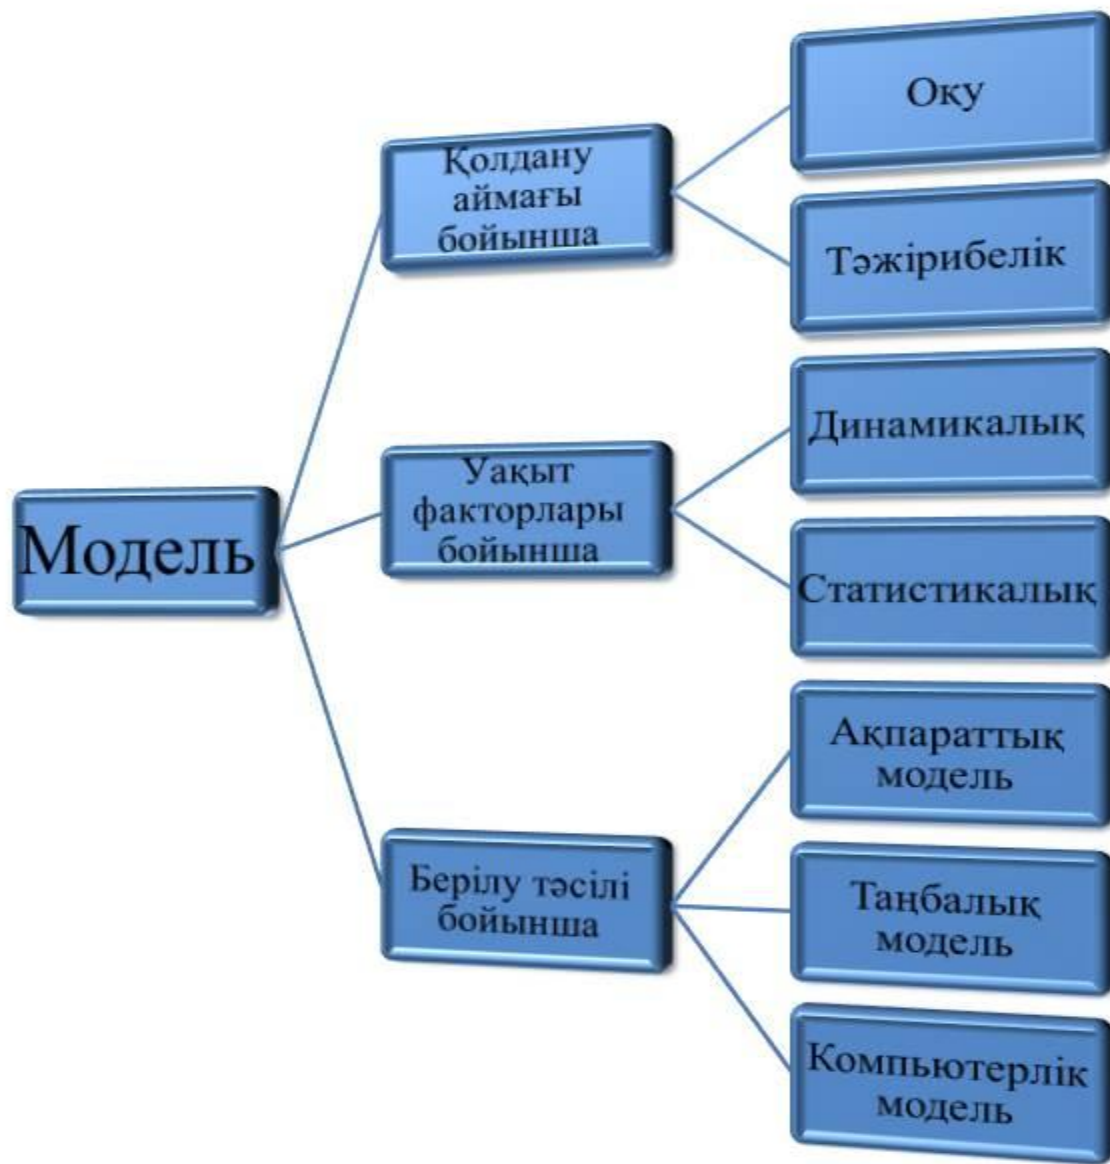 Модель
Қолдану
аймағы
бойынша
Оқу
Тәжірибелік
Уақыт
факторлары
бойынша
Динамикалық
Статистикалық
Берілу тәсілі
бойынша
Ақпараттық
модель
Таңбалық
модель
Компьютерлік
модель